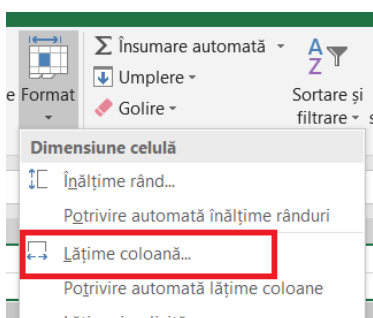 Însumare automată
Umplere
Golire
e Format
Sortare și
filtrare
Dimensiune celulă
Înălțime rând...
Potrivire automată înălțime rânduri
Lățime coloană...
Potrivire automată lățime coloane